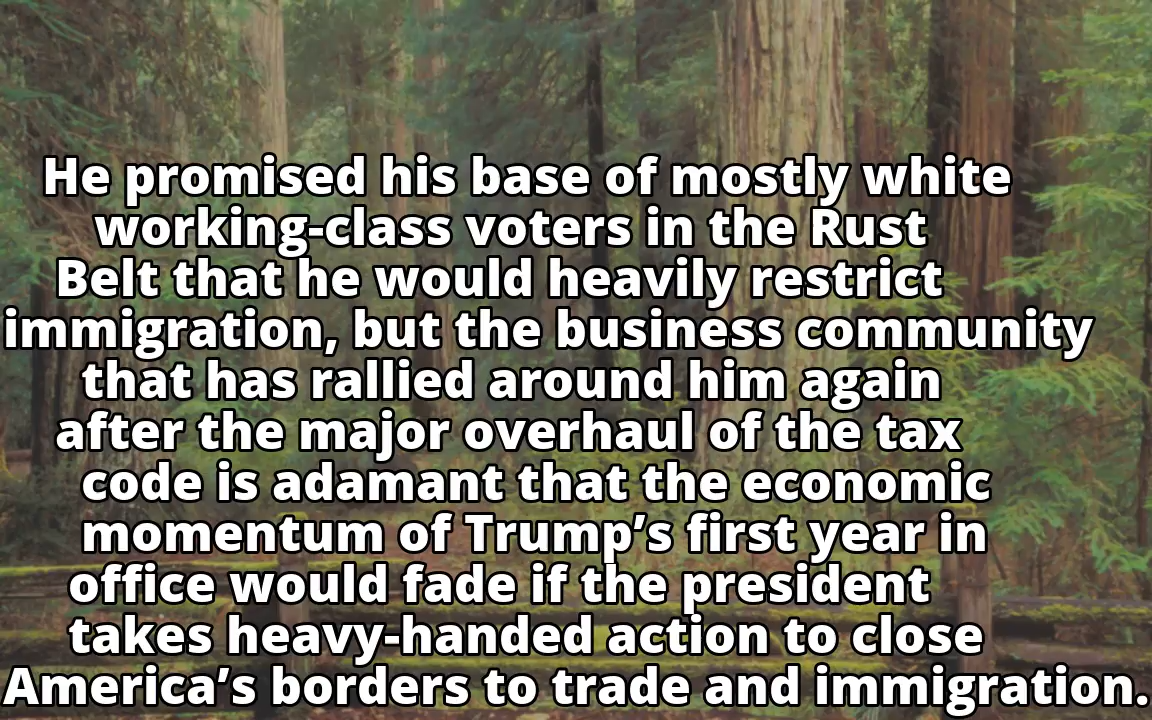 He promised his base of mostly white
working-class voters in the Rust
Belt that he would heavily restrict
immigration, but the business community
that has rallied around him again
after the major overhaul of the tax
code is adamant that the economic
momentum of Trump’s first year in
office would fade if the president
takes heavy-handed action to close
America’s borders to trade and immigration.